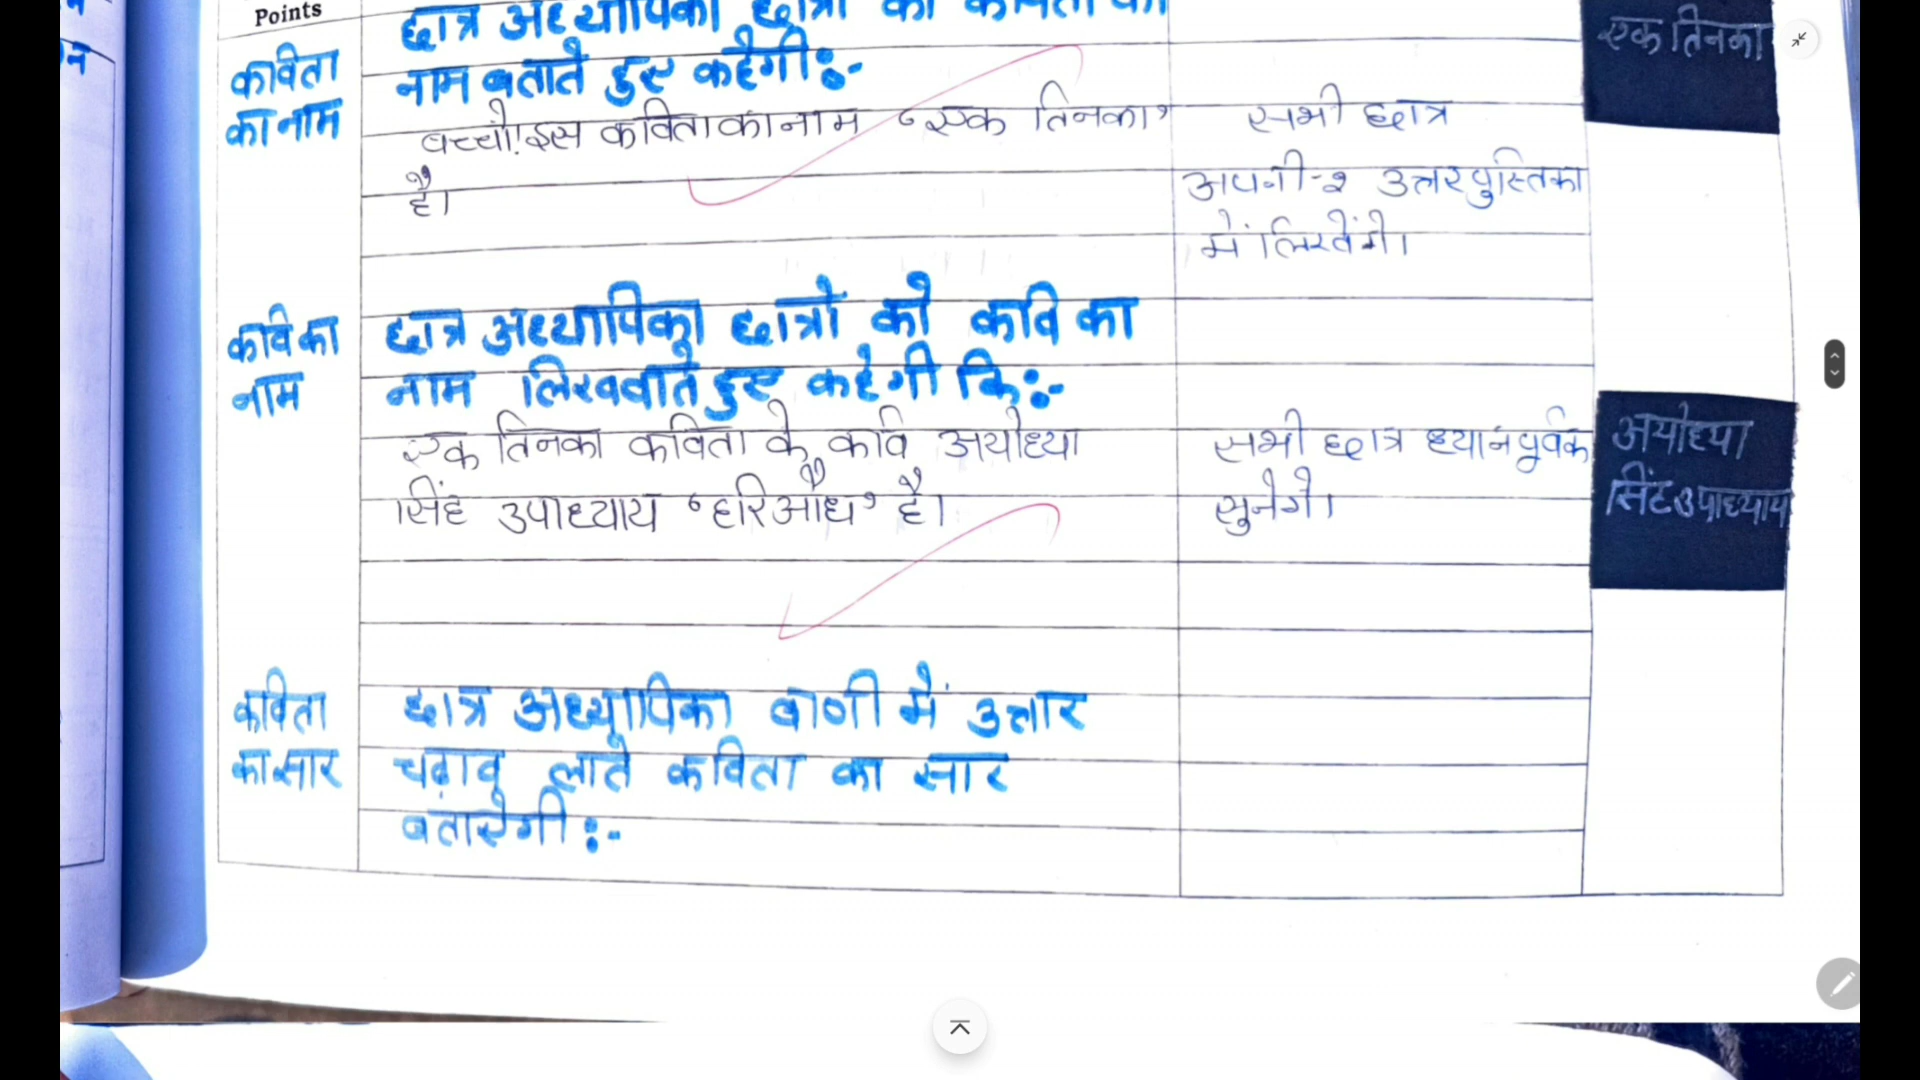 Points
छात्र अध्यापिका छात्रों को कविता का
नाम बताते हुए कहेगी:-
कविता
का नाम
बच्चों! इस कविता का नाम 'एक तिनका'
है।
सभी छात्र
अपनी-२ उत्तरपुस्तिका
में लिखेंगे।
एक तिनका
कवि का
नाम
छात्र अध्यापिका छात्रों को कवि का
नाम लिखवाते हुए कहेगी कि:-
एक तिनका कविता के कवि अयोध्या
सिंह उपाध्याय 'हरिऔध' है।
सभी छात्र ध्यानपूर्वक
सुनेगे।
अयोध्या
सिंह उपाध्याय
कविता
का सार
छात्र अध्यापिका वाणी में उतार
चढ़ाव लाते कविता का सार
बताएगी:-